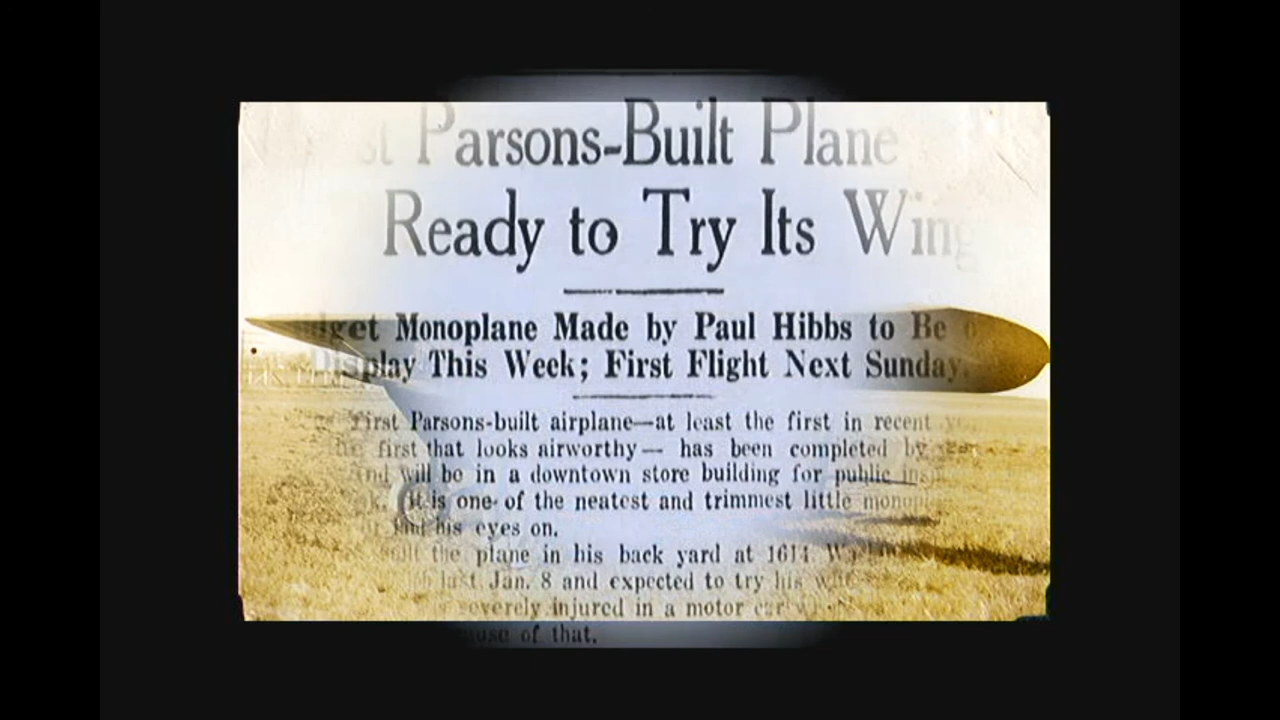 Parsons-Built Plane
Ready to Try Its
Monoplane Made by Paul Hibbs to Be
Display This Week; First Flight Next Sunday.
First Parsons-built airplane—at least the first in recent
first that looks airworthy— has been completed by
and will be in a downtown store building for public
It is one of the neatest and trimmest little
his eyes on.
the plane in his back yard at 1614
last Jan. 8 and expected to try his
severely injured in a motor car
of that.